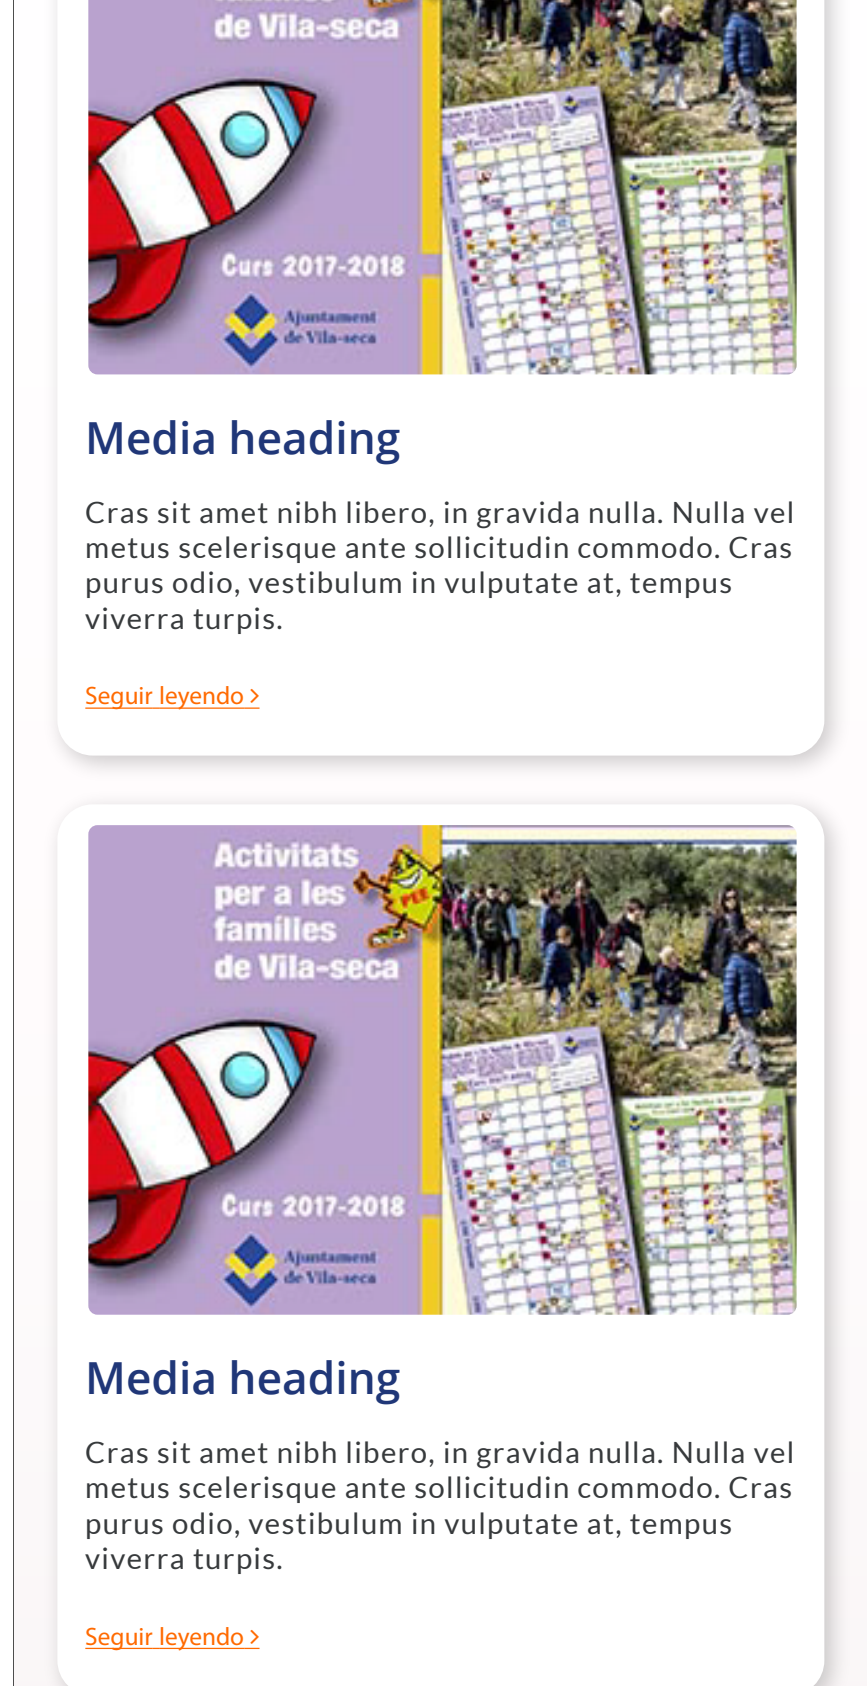 de Vila-seca
Curs 2017-2018
Ajuntament
de Vila-seca
Media heading
Cras sit amet nibh libero, in gravida nulla. Nulla vel
metus scelerisque ante sollicitudin commodo. Cras
purus odio, vestibulum in vulputate at, tempus
viverra turpis.
Seguir leyendo >
Activitats
per a les
famílies
de Vila-seca
PEE
Curs 2017-2018
Ajuntament
de Vila-seca
Media heading
Cras sit amet nibh libero, in gravida nulla. Nulla vel
metus scelerisque ante sollicitudin commodo. Cras
purus odio, vestibulum in vulputate at, tempus
viverra turpis.
Seguir leyendo >